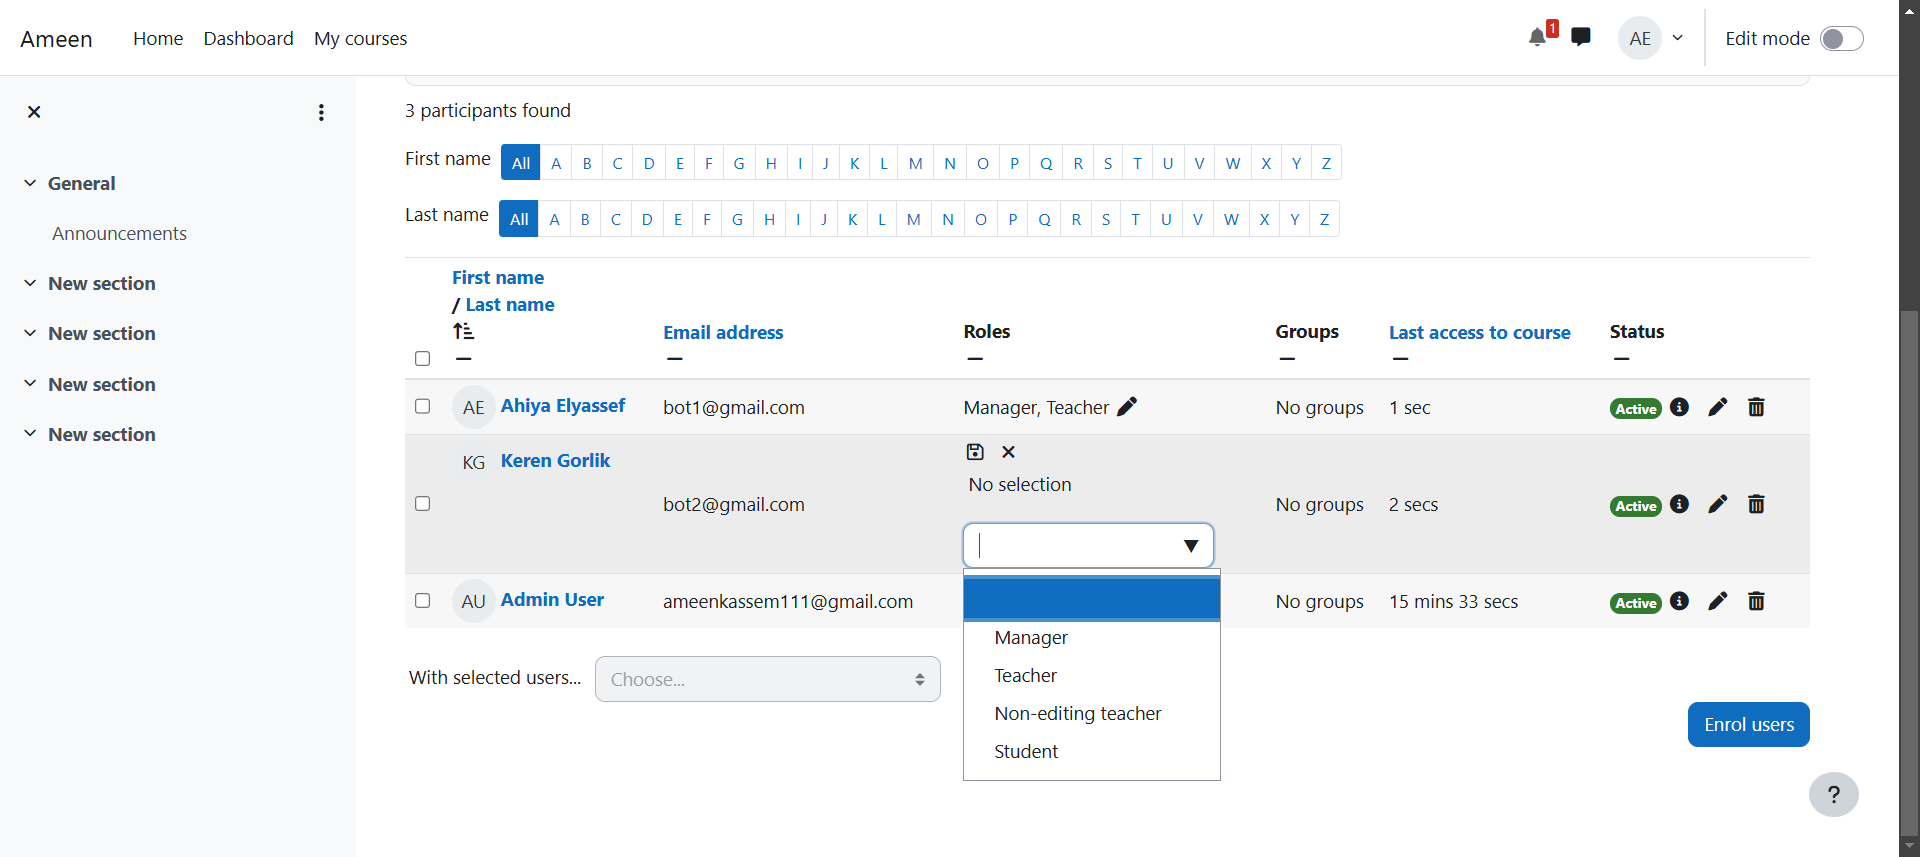 Ameen Home Dashboard My courses 1 AE Edit mode
3 participants found
First name All A B C D E F G H I J K L M N O P Q R S T U V W X Y Z
General
Last name All A B C D E F G H I J K L M N O P Q R S T U V W X Y Z
Announcements
New section
New section
New section
New section
First name
/ Last name
Email address Roles Groups Last access to course Status
AE Ahiya Elyassef bot1@gmail.com Manager, Teacher No groups 1 sec Active
KG Keren Gorlik
No selection
bot2@gmail.com No groups 2 secs Active
AU Admin User ameenkassem111@gmail.com No groups 15 mins 33 secs Active
Manager
Teacher
Non-editing teacher
Student
With selected users... Choose...
Enrol users
?